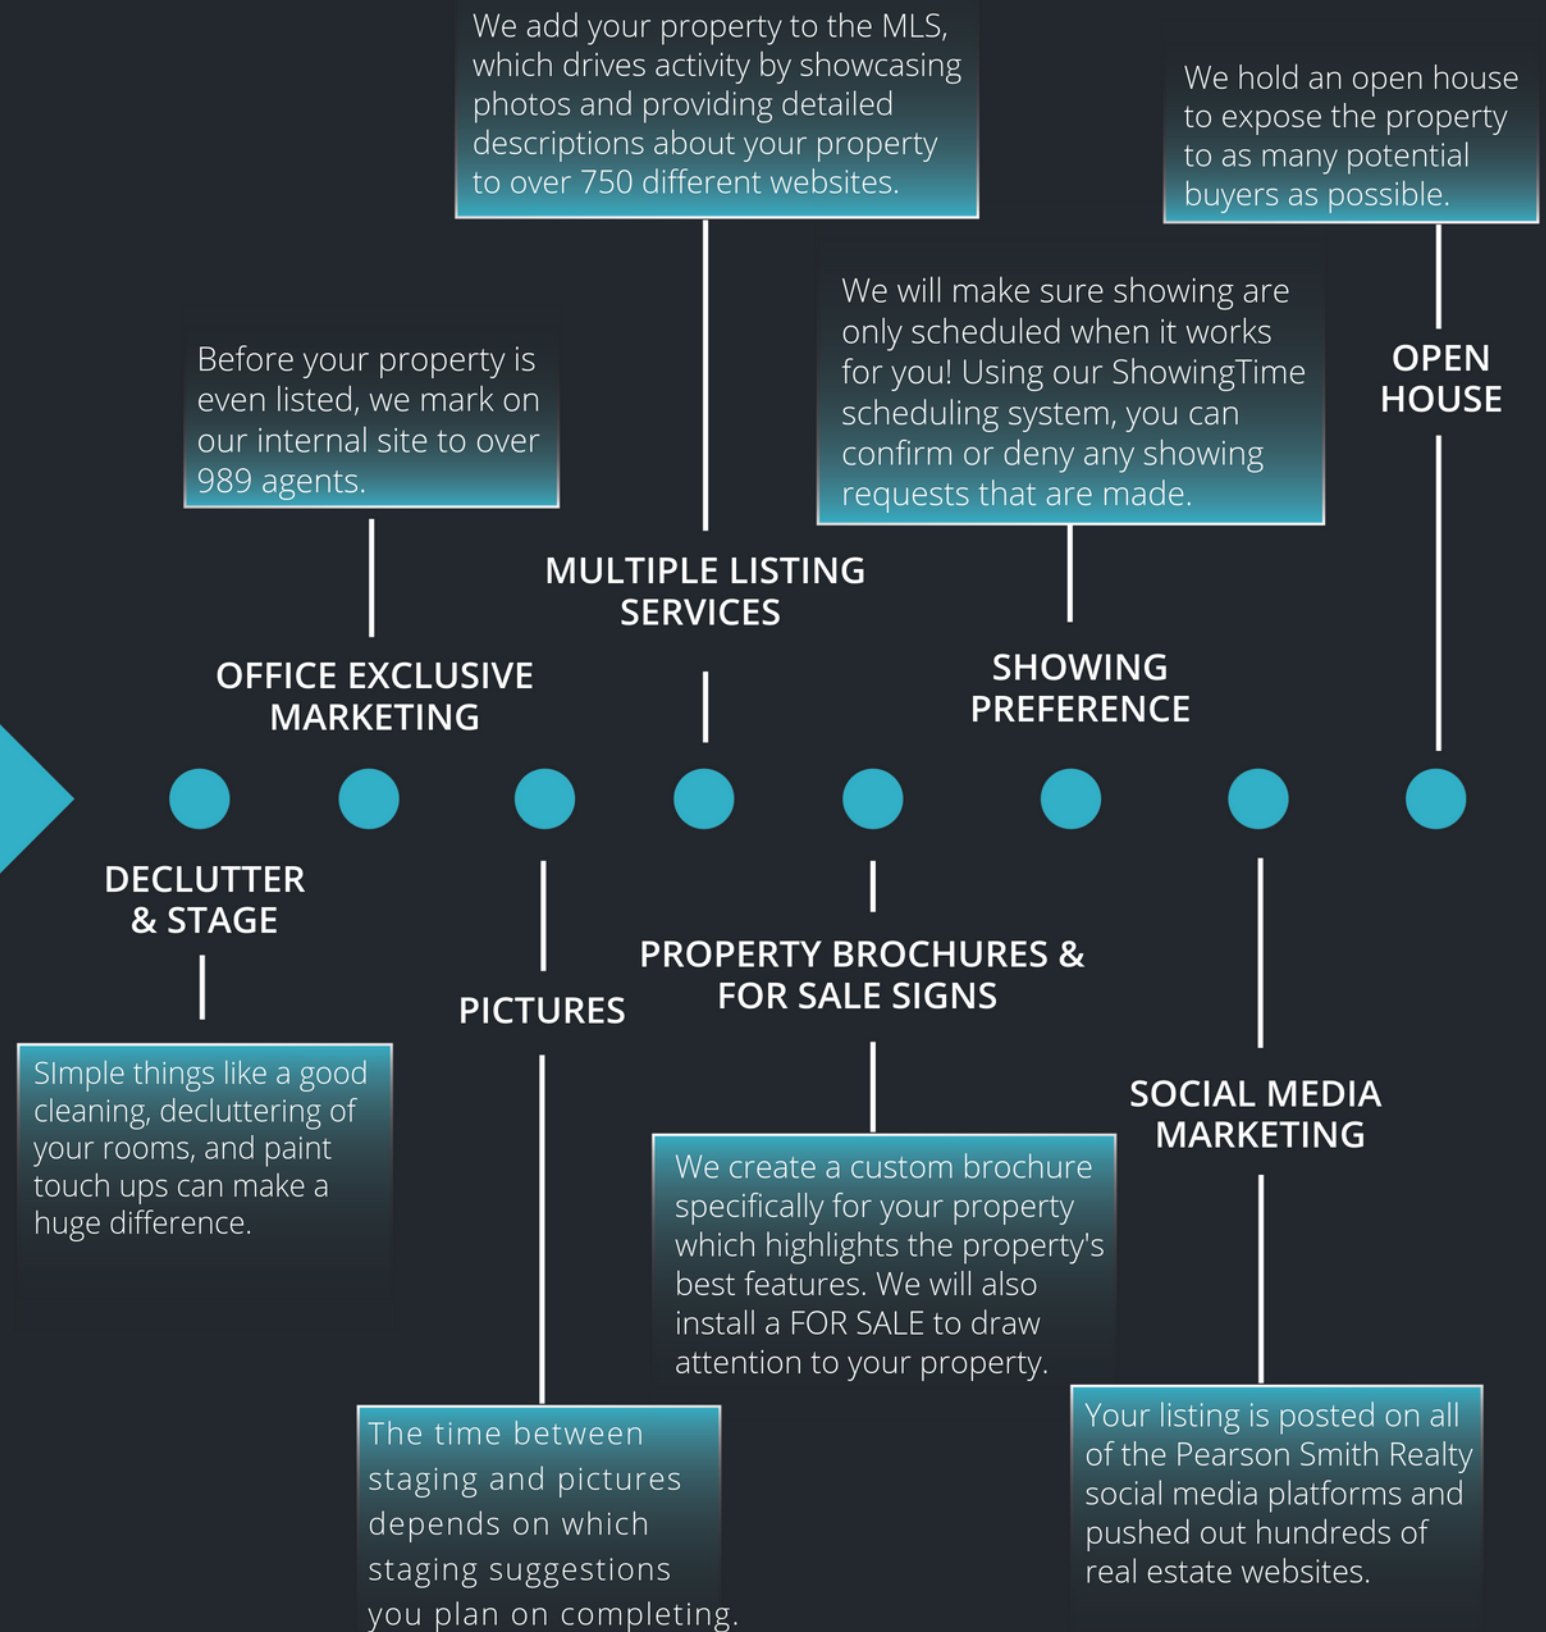 We add your property to the MLS,
which drives activity by showcasing
photos and providing detailed
descriptions about your property
to over 750 different websites.
We hold an open house
to expose the property
to as many potential
buyers as possible.
Before your property is
even listed, we mark on
our internal site to over
989 agents.
We will make sure showing are
only scheduled when it works
for you! Using our ShowingTime
scheduling system, you can
confirm or deny any showing
requests that are made.
OPEN
HOUSE
MULTIPLE LISTING
SERVICES
OFFICE EXCLUSIVE
MARKETING
SHOWING
PREFERENCE
DECLUTTER
& STAGE
PICTURES
PROPERTY BROCHURES &
FOR SALE SIGNS
SOCIAL MEDIA
MARKETING
SImple things like a good
cleaning, decluttering of
your rooms, and paint
touch ups can make a
huge difference.
We create a custom brochure
specifically for your property
which highlights the property's
best features. We will also
install a FOR SALE to draw
attention to your property.
The time between
staging and pictures
depends on which
staging suggestions
you plan on completing.
Your listing is posted on all
of the Pearson Smith Realty
social media platforms and
pushed out hundreds of
real estate websites.